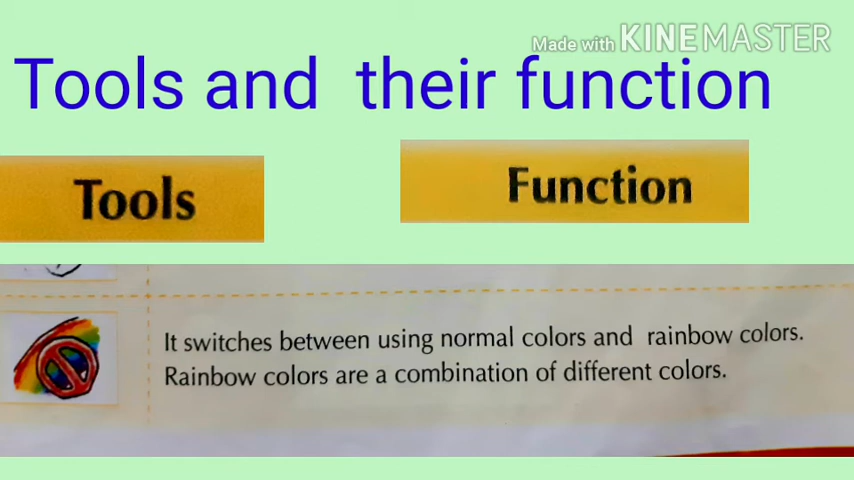 Made with KINEMASTER
Tools and their function
Tools
Function
It switches between using normal colors and rainbow colors.
Rainbow colors are a combination of different colors.